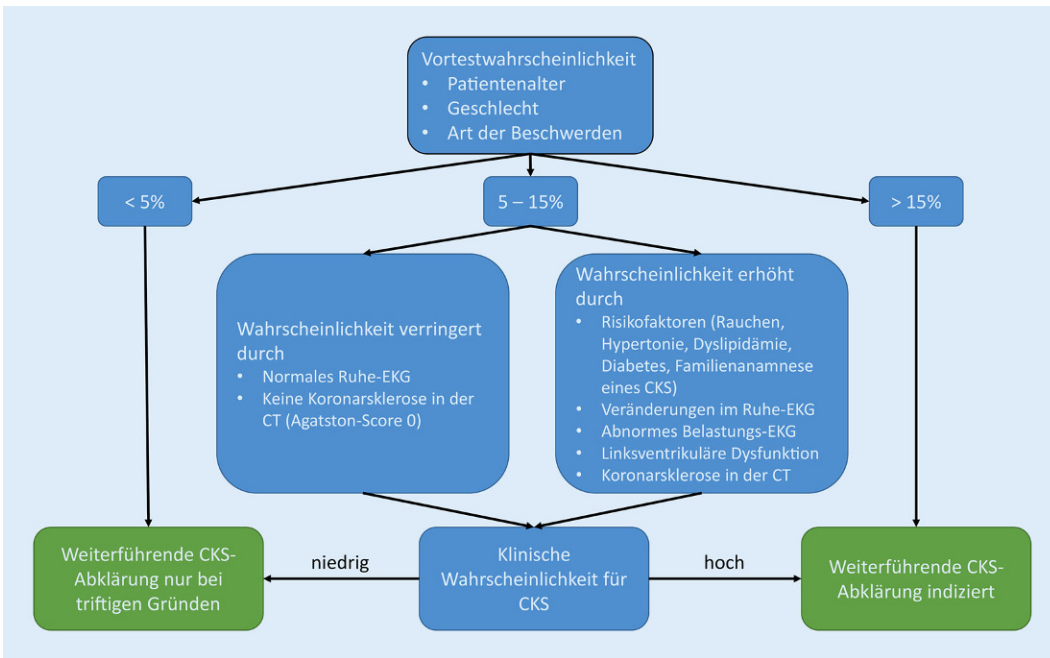 Vortestwahrscheinlichkeit
• Patientenalter
• Geschlecht
• Art der Beschwerden
< 5%
5 – 15%
> 15%
Wahrscheinlichkeit verringert
durch
• Normales Ruhe-EKG
• Keine Koronarsklerose in der
CT (Agatston-Score 0)
Wahrscheinlichkeit erhöht
durch
• Risikofaktoren (Rauchen,
Hypertonie, Dyslipidämie,
Diabetes, Familienanamnese
eines CKS)
• Veränderungen im Ruhe-EKG
• Abnormes Belastungs-EKG
• Linksventrikuläre Dysfunktion
• Koronarsklerose in der CT
Weiterführende CKS-
Abklärung nur bei
triftigen Gründen
niedrig
Klinische
Wahrscheinlichkeit für
CKS
hoch
Weiterführende CKS-
Abklärung indiziert